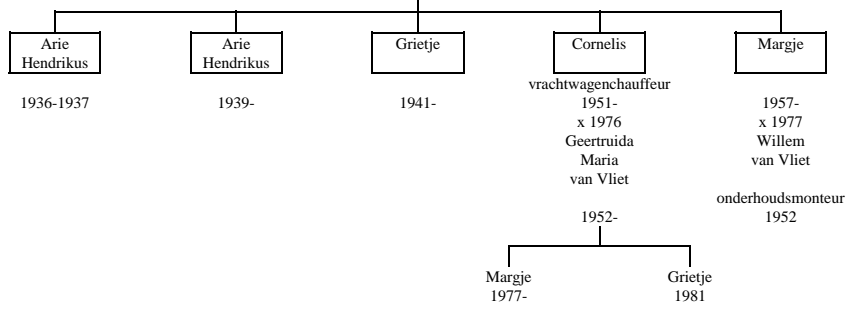 Arie
Hendrikus
1936-1937
Arie
Hendrikus
1939-
Grietje
1941-
Cornelis
vrachtwagenchauffeur
1951-
x 1976
Geertruida
Maria
van Vliet
1952-
Margje
1957-
x 1977
Willem
van Vliet
onderhoudsmonteur
1952
Margje
1977-
Grietje
1981